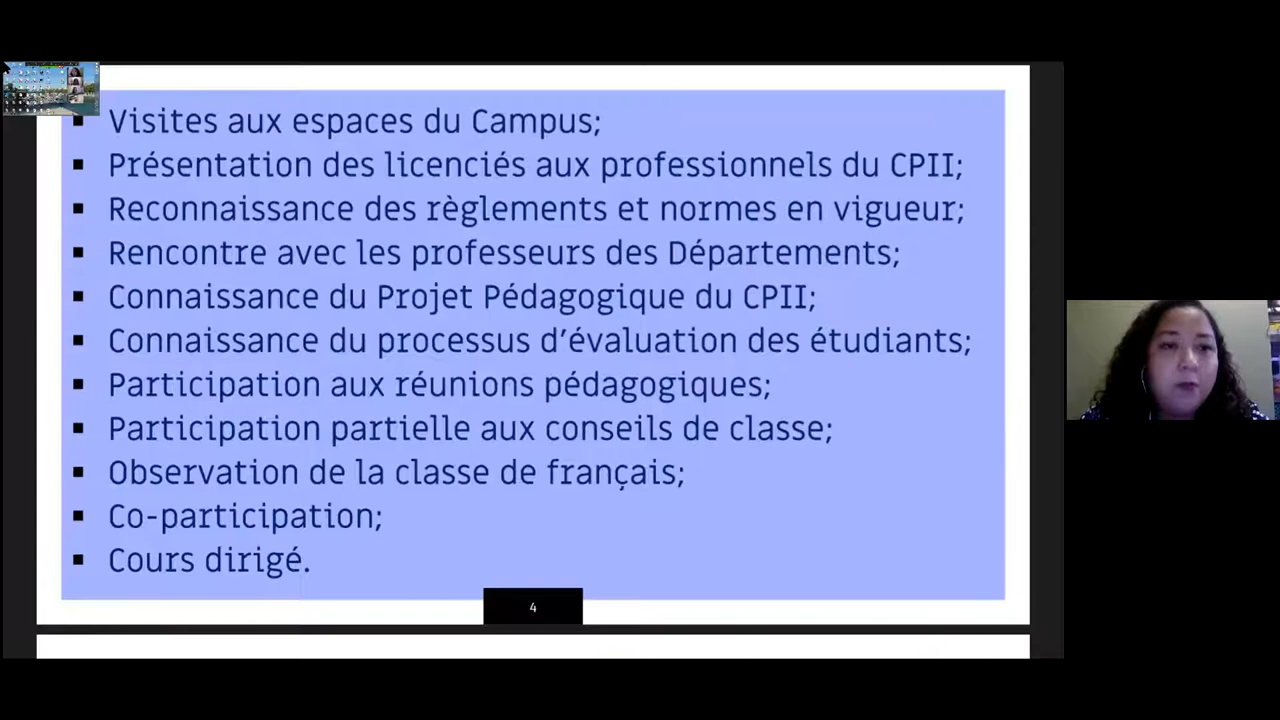 Visites aux espaces du Campus;
Présentation des licenciés aux professionnels du CPII;
Reconnaissance des règlements et normes en vigueur;
Rencontre avec les professeurs des Départements;
Connaissance du Projet Pédagogique du CPII;
Connaissance du processus d’évaluation des étudiants;
Participation aux réunions pédagogiques;
Participation partielle aux conseils de classe;
Observation de la classe de français;
Co-participation;
Cours dirigé.
4